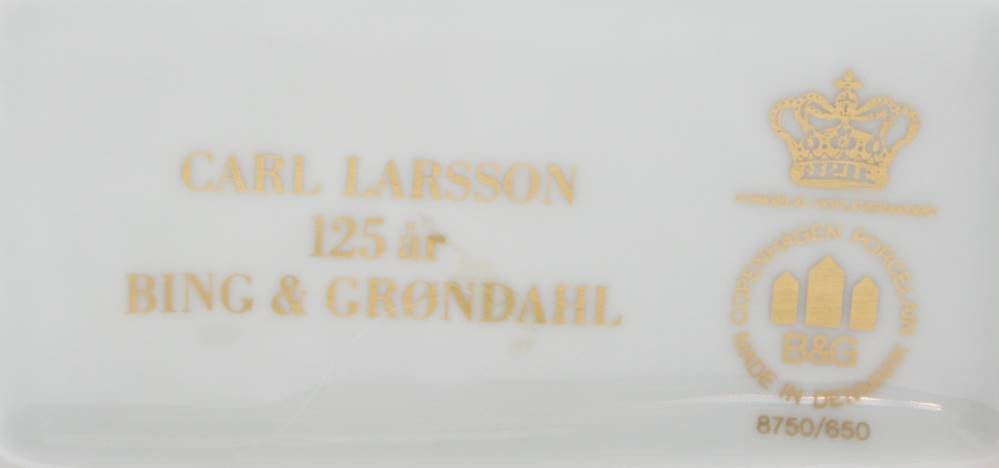 CARL LARSSON
125 år
BING & GRØNDAHL
COPENHAGEN PORCELAIN MADE IN DENMARK
B&G
8750/650